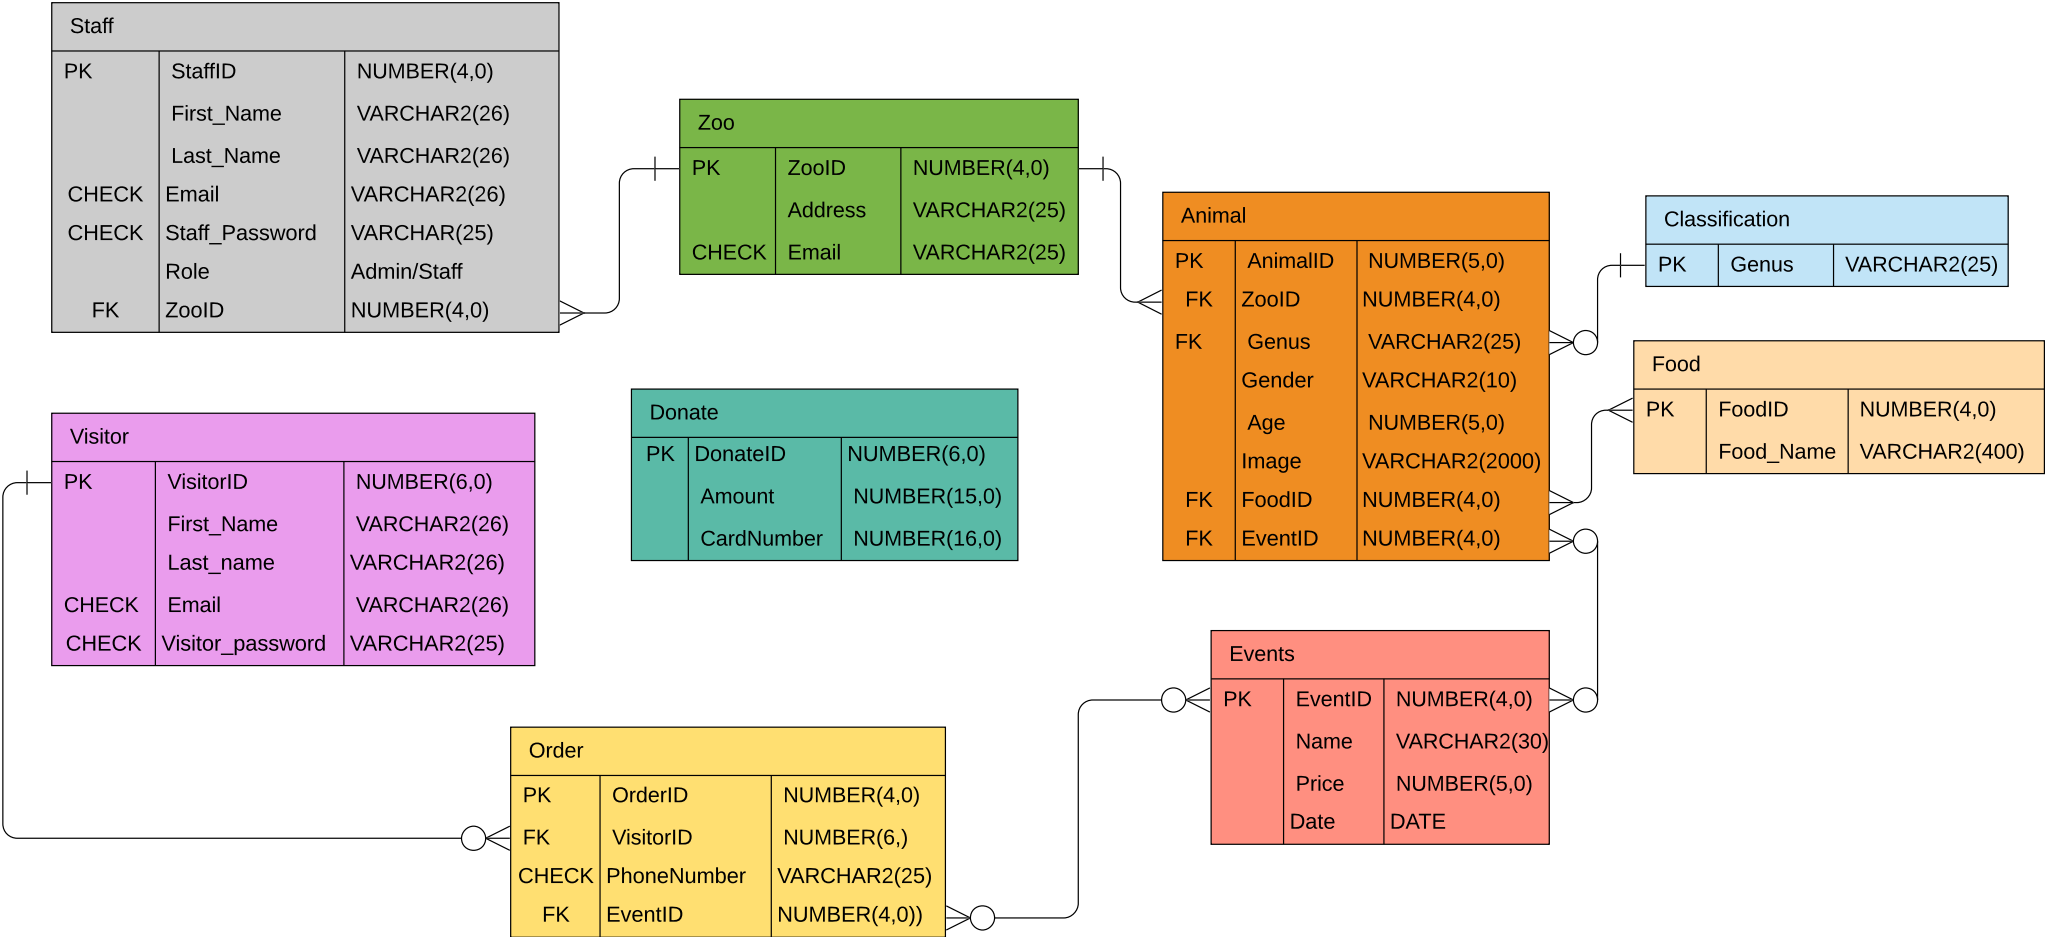 Staff
PK StaffID NUMBER(4,0)
First_Name VARCHAR2(26)
Last_Name VARCHAR2(26)
CHECK Email VARCHAR2(26)
CHECK Staff_Password VARCHAR(25)
Role Admin/Staff
FK ZooID NUMBER(4,0)
Zoo
PK ZooID NUMBER(4,0)
Address VARCHAR2(25)
CHECK Email VARCHAR2(25)
Animal
PK AnimalID NUMBER(5,0)
FK ZooID NUMBER(4,0)
FK Genus VARCHAR2(25)
Gender VARCHAR2(10)
Age NUMBER(5,0)
Image VARCHAR2(2000)
FK FoodID NUMBER(4,0)
FK EventID NUMBER(4,0)
Classification
PK Genus VARCHAR2(25)
Food
PK FoodID NUMBER(4,0)
Food_Name VARCHAR2(400)
Visitor
PK VisitorID NUMBER(6,0)
First_Name VARCHAR2(26)
Last_name VARCHAR2(26)
CHECK Email VARCHAR2(26)
CHECK Visitor_password VARCHAR2(25)
Donate
PK DonateID NUMBER(6,0)
Amount NUMBER(15,0)
CardNumber NUMBER(16,0)
Events
PK EventID NUMBER(4,0)
Name VARCHAR2(30)
Price NUMBER(5,0)
Date DATE
Order
PK OrderID NUMBER(4,0)
FK VisitorID NUMBER(6,)
CHECK PhoneNumber VARCHAR2(25)
FK EventID NUMBER(4,0))